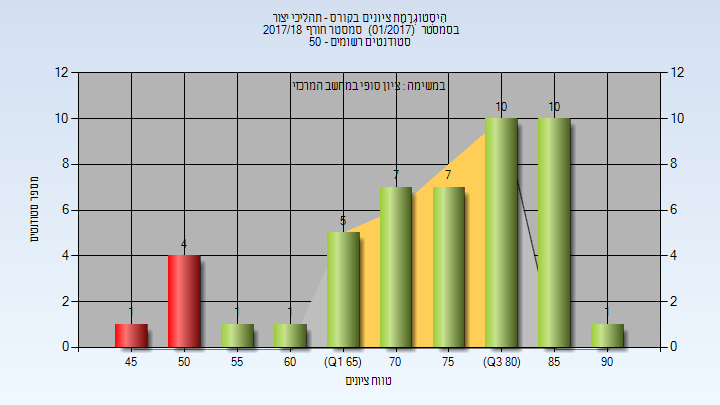 היסטוגרמת ציונים בקורס - תהליכי יצור
בסמסטר (01/2017) סמסטר חורף 2017/18
סטודנטים רשומים - 50
במשימה : ציון סופי במחשב המרכזי
12 12
10 10
8 8
6 6
4 4
2 2
0 0
1 4 1 1 5 7 7 10 10 1
45 50 55 60 (Q1 65) 70 75 (Q3 80) 85 90
מספר סטודנטים
טווח ציונים